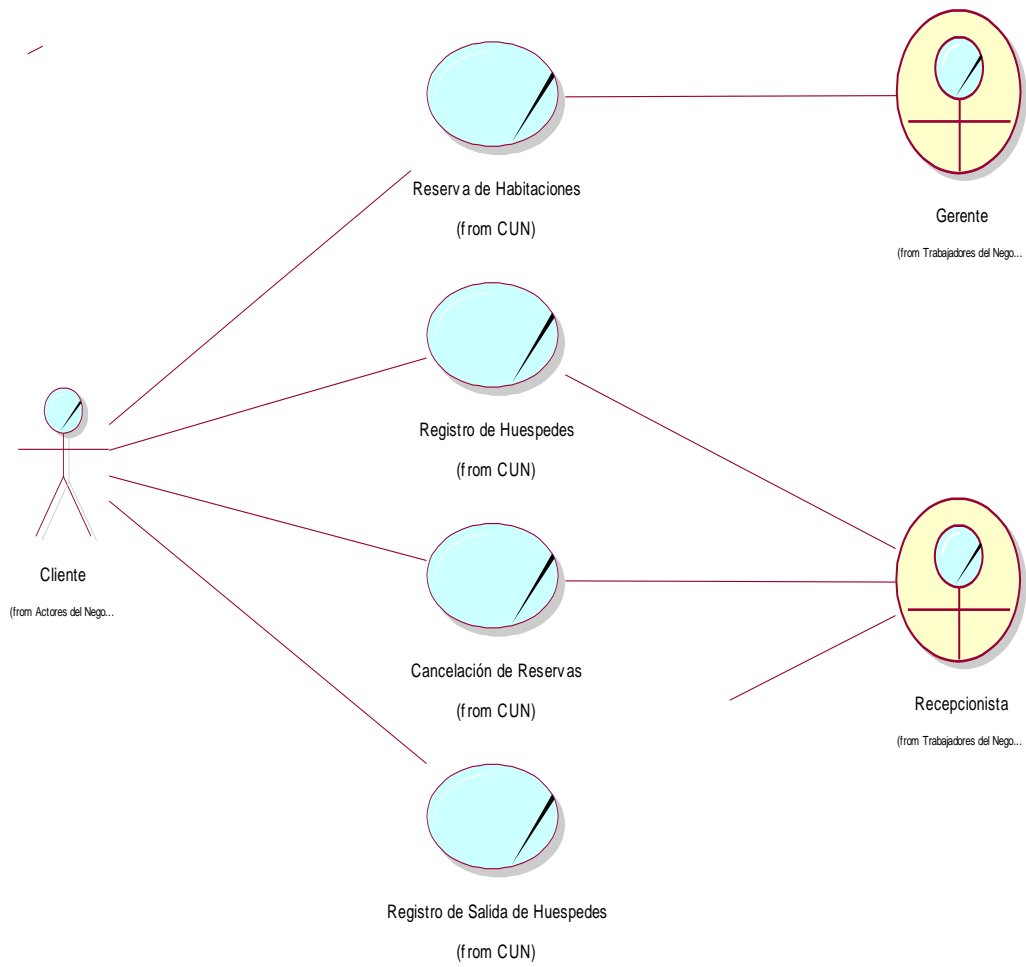 Reserva de Habitaciones
(from CUN)
Gerente
(from Trabajadores del Nego...
Registro de Huespedes
(from CUN)
Cliente
(from Actores del Nego...
Cancelación de Reservas
(from CUN)
Recepcionista
(from Trabajadores del Nego...
Registro de Salida de Huespedes
(from CUN)